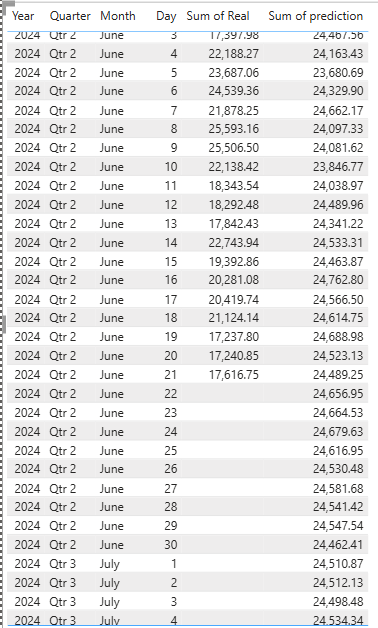 Year Quarter Month Day Sum of Real Sum of prediction
2024 Qtr 2 June 3 17,397.98 24,467.56
2024 Qtr 2 June 4 22,188.27 24,163.43
2024 Qtr 2 June 5 23,687.06 23,680.69
2024 Qtr 2 June 6 24,539.36 24,329.90
2024 Qtr 2 June 7 21,878.25 24,662.17
2024 Qtr 2 June 8 25,593.16 24,097.33
2024 Qtr 2 June 9 25,506.50 24,081.62
2024 Qtr 2 June 10 22,138.42 23,846.77
2024 Qtr 2 June 11 18,343.54 24,038.97
2024 Qtr 2 June 12 18,292.48 24,489.96
2024 Qtr 2 June 13 17,842.43 24,341.22
2024 Qtr 2 June 14 22,743.94 24,533.31
2024 Qtr 2 June 15 19,392.86 24,463.87
2024 Qtr 2 June 16 20,281.08 24,762.80
2024 Qtr 2 June 17 20,419.74 24,566.50
2024 Qtr 2 June 18 21,124.14 24,614.75
2024 Qtr 2 June 19 17,237.80 24,688.98
2024 Qtr 2 June 20 17,240.85 24,523.13
2024 Qtr 2 June 21 17,616.75 24,489.25
2024 Qtr 2 June 22 24,656.95
2024 Qtr 2 June 23 24,664.53
2024 Qtr 2 June 24 24,679.63
2024 Qtr 2 June 25 24,616.95
2024 Qtr 2 June 26 24,530.48
2024 Qtr 2 June 27 24,581.68
2024 Qtr 2 June 28 24,541.42
2024 Qtr 2 June 29 24,547.54
2024 Qtr 2 June 30 24,462.41
2024 Qtr 3 July 1 24,510.87
2024 Qtr 3 July 2 24,512.13
2024 Qtr 3 July 3 24,498.48
2024 Qtr 3 July 4 24,534.34